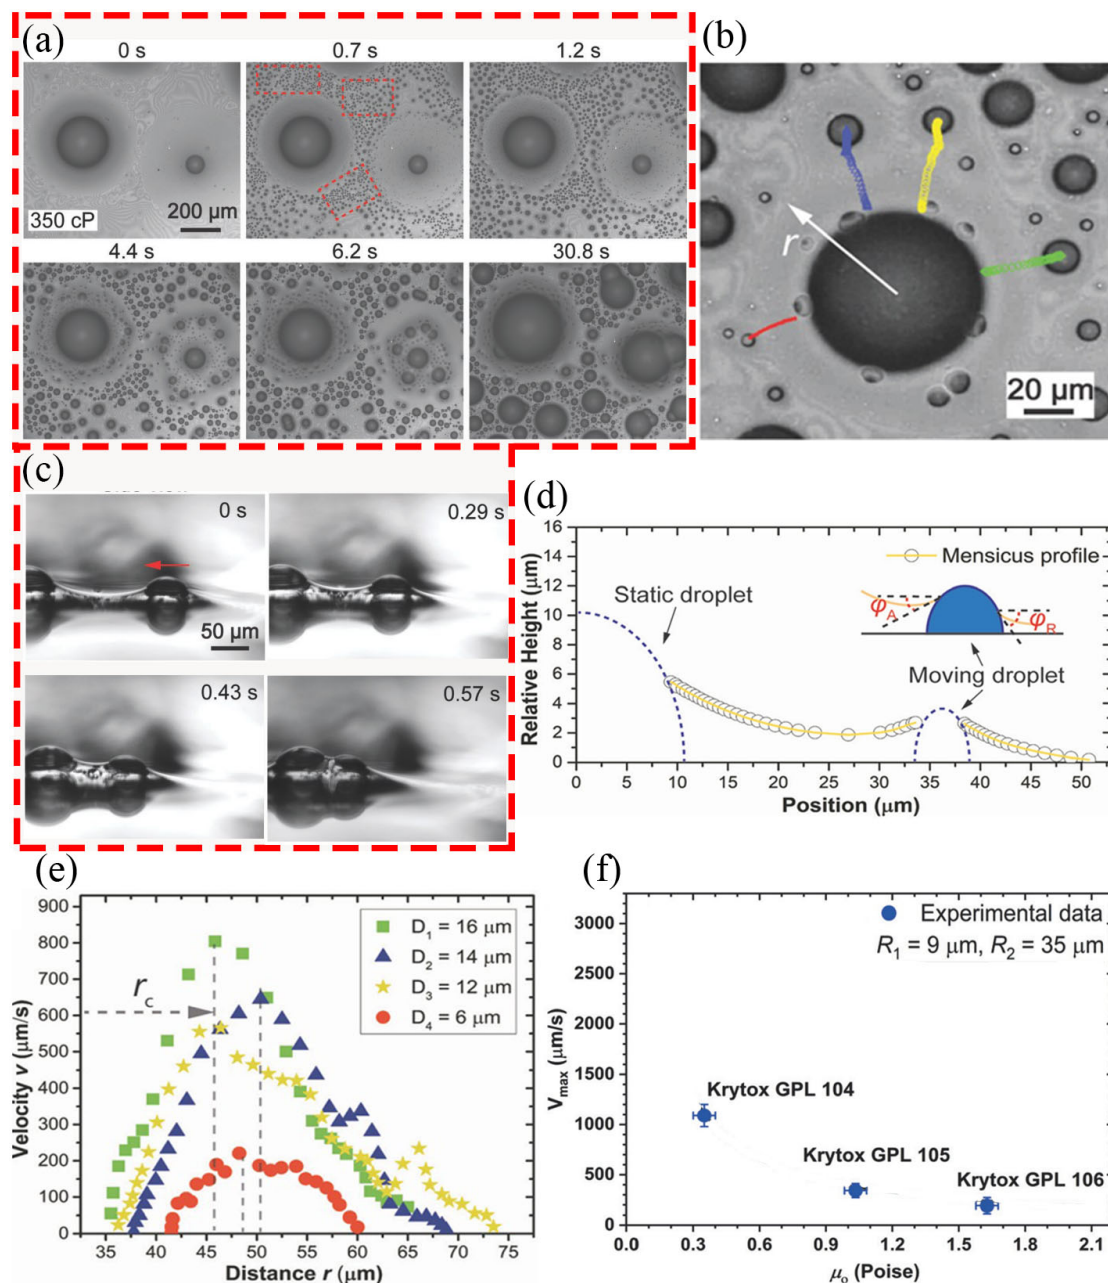 (a)
0 s
0.7 s
1.2 s
350 cP
200 μm
4.4 s
6.2 s
30.8 s
(b)
r
20 μm
(c)
0 s
0.29 s
50 μm
0.43 s
0.57 s
(d)
16
14
12
10
8
6
4
2
0
Relative Height(μm)
Mensicus profile
Static droplet
φA
φR
Moving droplet
0 5 10 15 20 25 30 35 40 45 50
Position (μm)
(e)
900
800
700
600
500
400
300
200
100
0
Velocity v (μm/s)
D1 = 16 μm
D2 = 14 μm
D3 = 12 μm
D4 = 6 μm
rc
35 40 45 50 55 60 65 70 75
Distance r (μm)
(f)
3000
2500
2000
1500
1000
500
0
Vmax (μm/s)
Experimental data
R1 = 9 μm, R2 = 35 μm
Krytox GPL 104
Krytox GPL 105
Krytox GPL 106
0.0 0.3 0.6 0.9 1.2 1.5 1.8 2.1
μo (Poise)